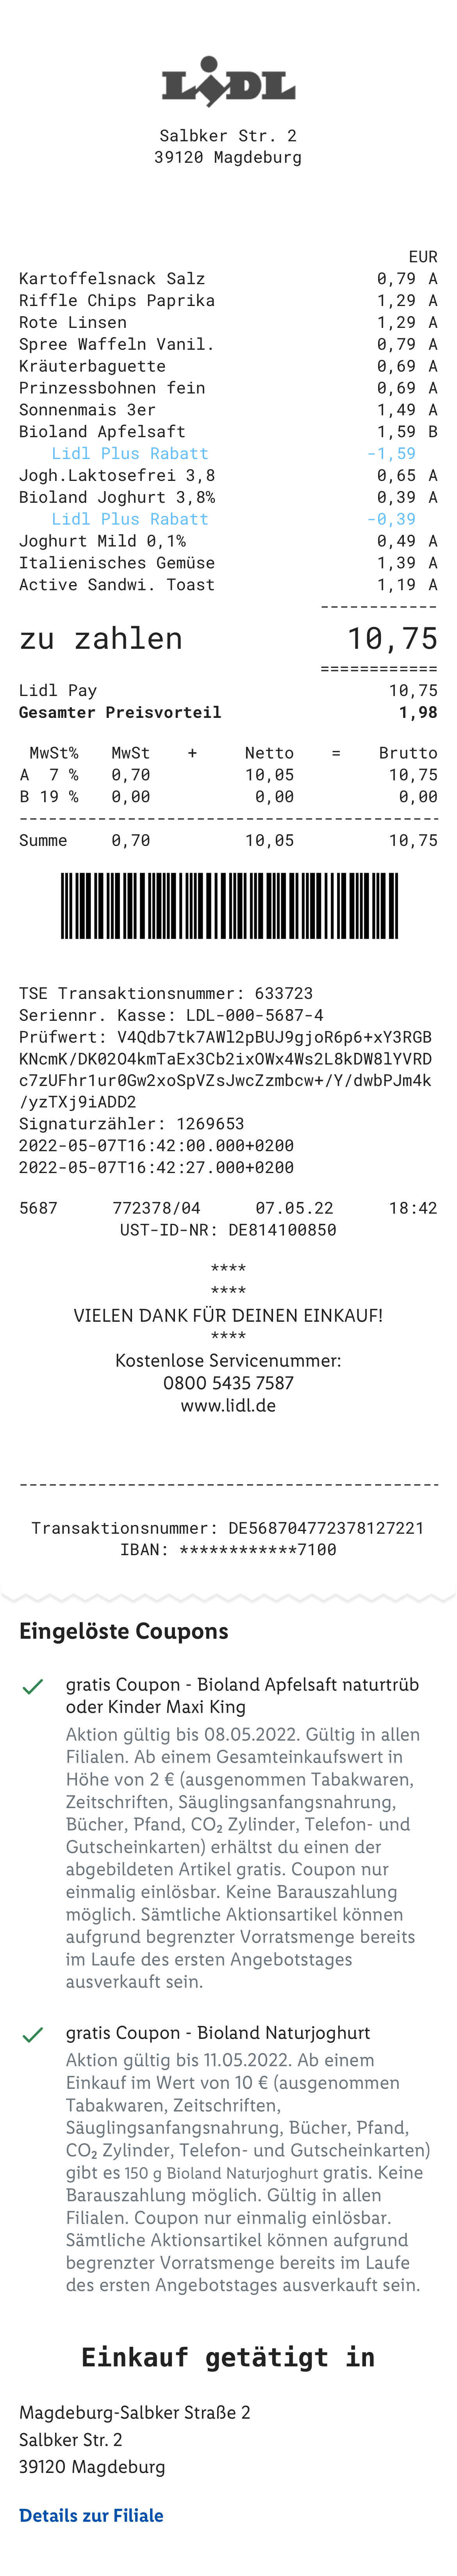 LIDL
Salbker Str. 2
39120 Magdeburg
EUR
Kartoffelsnack Salz 0,79 A
Riffle Chips Paprika 1,29 A
Rote Linsen 1,29 A
Spree Waffeln Vanil. 0,79 A
Kräuterbaguette 0,69 A
Prinzessbohnen fein 0,69 A
Sonnenmais 3er 1,49 A
Bioland Apfelsaft 1,59 B
Lidl Plus Rabatt -1,59
Jogh.Laktosefrei 3,8 0,65 A
Bioland Joghurt 3,8% 0,39 A
Lidl Plus Rabatt -0,39
Joghurt Mild 0,1% 0,49 A
Italienisches Gemüse 1,39 A
Active Sandwi. Toast 1,19 A
------------
zu zahlen 10,75
============
Lidl Pay 10,75
Gesamter Preisvorteil 1,98
MwSt% MwSt + Netto = Brutto
A 7 % 0,70 10,05 10,75
B 19 % 0,00 0,00 0,00
-------------------------------------------
Summe 0,70 10,05 10,75
TSE Transaktionsnummer: 633723
Seriennr. Kasse: LDL-000-5687-4
Prüfwert: V4Qdb7tk7AWl2pBUJ9gjoR6p6+xY3RGB
KNcmK/DK02O4kmTaEx3Cb2ixOWx4Ws2L8kDW8lYVRD
c7zUFhr1ur0Gw2xoSpVZsJwcZzmbcw+/Y/dwbPJm4k
/yzTXj9iADD2
Signaturzähler: 1269653
2022-05-07T16:42:00.000+0200
2022-05-07T16:42:27.000+0200
5687 772378/04 07.05.22 18:42
UST-ID-NR: DE814100850
****
****
VIELEN DANK FÜR DEINEN EINKAUF!
****
Kostenlose Servicenummer:
0800 5435 7587
www.lidl.de
-------------------------------------------
Transaktionsnummer: DE568704772378127221
IBAN: ************7100
Eingelöste Coupons
gratis Coupon - Bioland Apfelsaft naturtrüb
oder Kinder Maxi King
Aktion gültig bis 08.05.2022. Gültig in allen
Filialen. Ab einem Gesamteinkaufswert in
Höhe von 2 € (ausgenommen Tabakwaren,
Zeitschriften, Säuglingsanfangsnahrung,
Bücher, Pfand, CO₂ Zylinder, Telefon- und
Gutscheinkarten) erhältst du einen der
abgebildeten Artikel gratis. Coupon nur
einmalig einlösbar. Keine Barauszahlung
möglich. Sämtliche Aktionsartikel können
aufgrund begrenzter Vorratsmenge bereits
im Laufe des ersten Angebotstages
ausverkauft sein.
gratis Coupon - Bioland Naturjoghurt
Aktion gültig bis 11.05.2022. Ab einem
Einkauf im Wert von 10 € (ausgenommen
Tabakwaren, Zeitschriften,
Säuglingsanfangsnahrung, Bücher, Pfand,
CO₂ Zylinder, Telefon- und Gutscheinkarten)
gibt es 150 g Bioland Naturjoghurt gratis. Keine
Barauszahlung möglich. Gültig in allen
Filialen. Coupon nur einmalig einlösbar.
Sämtliche Aktionsartikel können aufgrund
begrenzter Vorratsmenge bereits im Laufe
des ersten Angebotstages ausverkauft sein.
Einkauf getätigt in
Magdeburg-Salbker Straße 2
Salbker Str. 2
39120 Magdeburg
Details zur Filiale